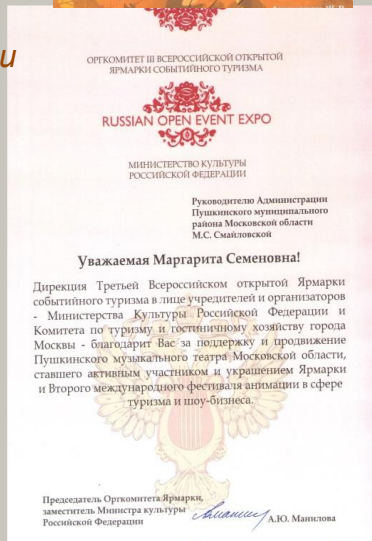 и
ОРГКОМИТЕТ III ВСЕРОССИЙСКОЙ ОТКРЫТОЙ
ЯРМАРКИ СОБЫТИЙНОГО ТУРИЗМА
RUSSIAN OPEN EVENT EXPO
МИНИСТЕРСТВО КУЛЬТУРЫ
РОССИЙСКОЙ ФЕДЕРАЦИИ
Руководителю Администрации
Пушкинского муниципального
района Московской области
М.С. Смайловской
Уважаемая Маргарита Семеновна!
Дирекция Третьей Всероссийском открытой Ярмарки
событийного туризма в лице учредителей и организаторов
- Министерства Культуры Российской Федерации и
Комитета по туризму и гостиничному хозяйству города
Москвы - благодарит Вас за поддержку и продвижение
Пушкинского музыкального театра Московской области,
ставшего активным участником и украшением Ярмарки
и Второго международного фестиваля анимации в сфере
туризма и шоу-бизнеса.
Председатель Оргкомитета Ярмарки,
заместитель Министра культуры
Российской Федерации
А.Ю. Манилова